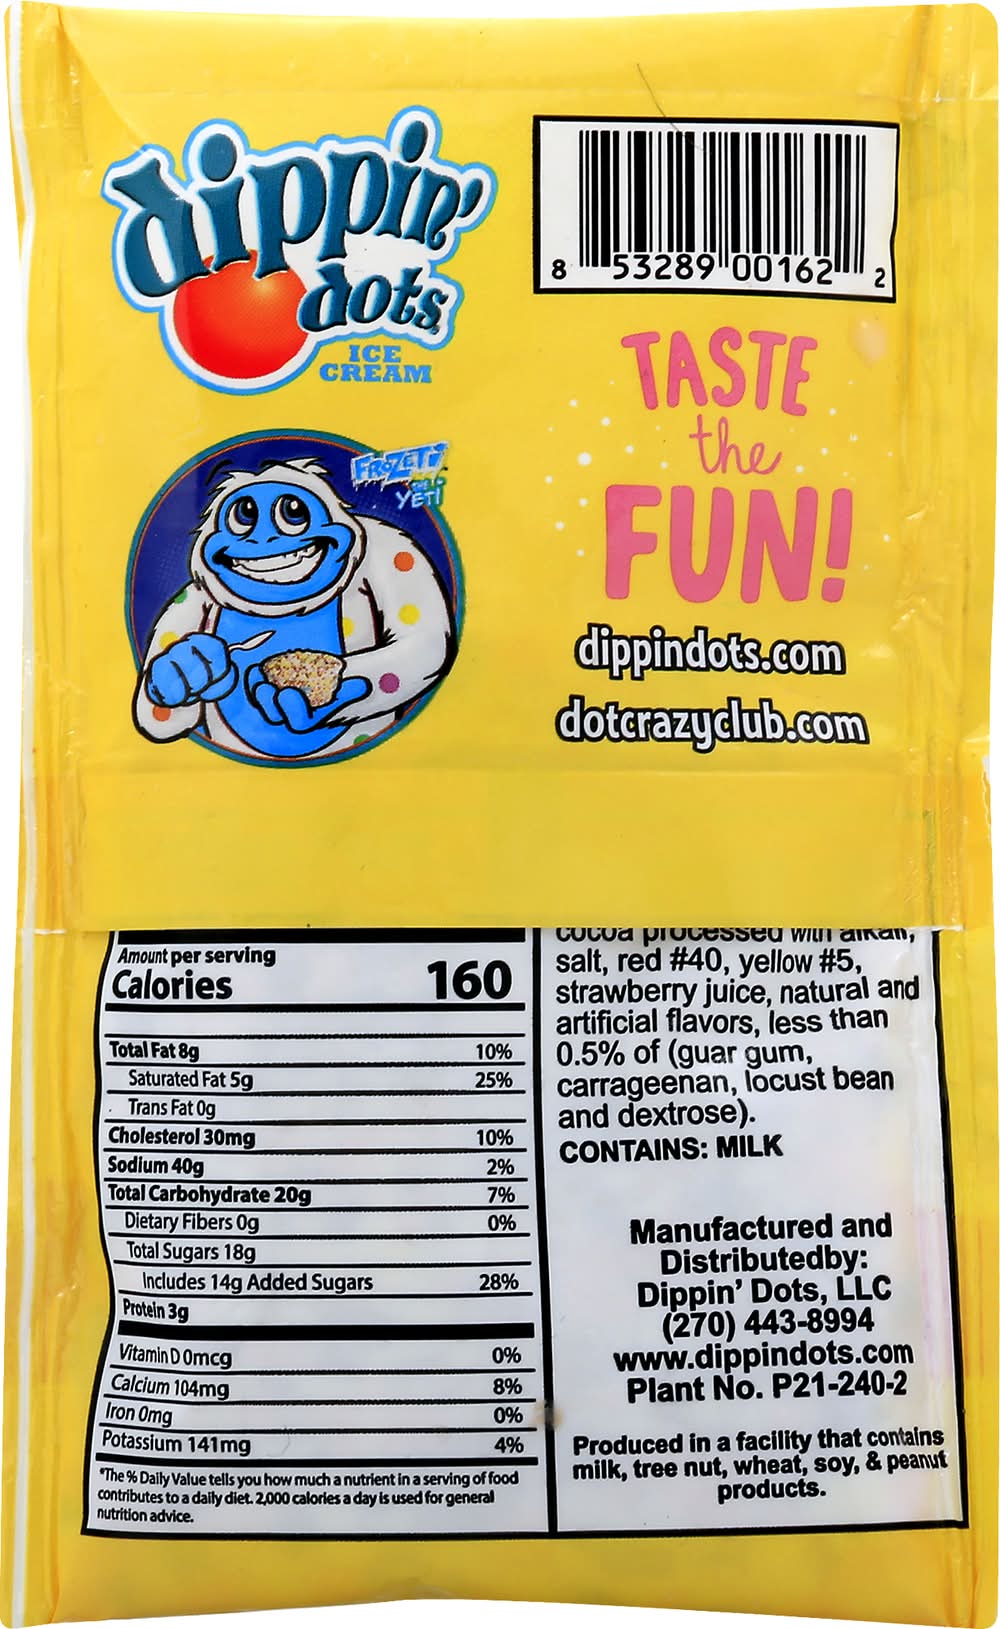 dippin'
dots
ICE
CREAM
8 53289 00162 2
TASTE
the
FUN!
FROZETI
THE
YETI
dippindots.com
dotcrazyclub.com
Amount per serving
Calories 160
Total Fat 8g 10%
Saturated Fat 5g 25%
Trans Fat 0g
Cholesterol 30mg 10%
Sodium 40g 2%
Total Carbohydrate 20g 7%
Dietary Fibers 0g 0%
Total Sugars 18g
Includes 14g Added Sugars 28%
Protein 3g
Vitamin D 0mcg 0%
Calcium 104mg 8%
Iron 0mg 0%
Potassium 141mg 4%
*The % Daily Value tells you how much a nutrient in a serving of food
contributes to a daily diet. 2,000 calories a day is used for general
nutrition advice.
cocoa processed with alkali,
salt, red #40, yellow #5,
strawberry juice, natural and
artificial flavors, less than
0.5% of (guar gum,
carrageenan, locust bean
and dextrose).
CONTAINS: MILK
Manufactured and
Distributedby:
Dippin' Dots, LLC
(270) 443-8994
www.dippindots.com
Plant No. P21-240-2
Produced in a facility that contains
milk, tree nut, wheat, soy, & peanut
products.